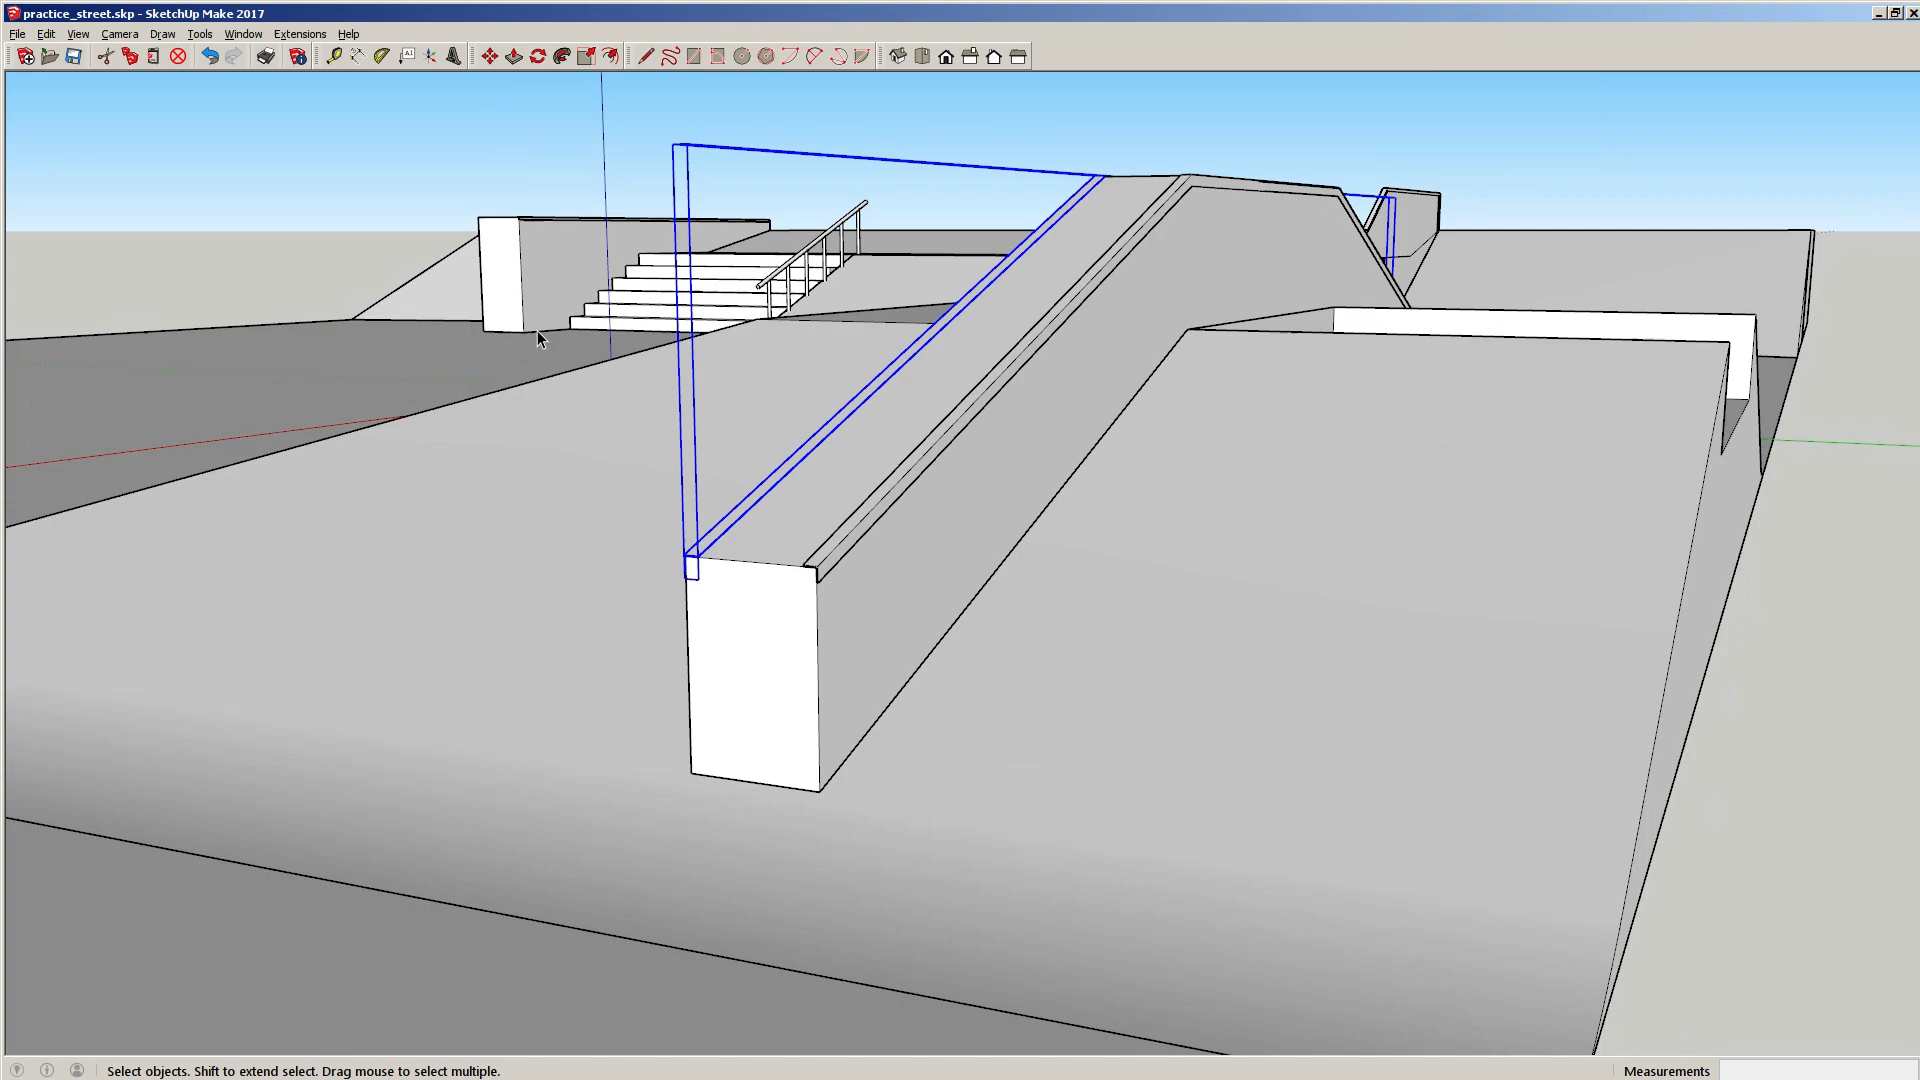 practice_street.skp - SketchUp Make 2017
File Edit View Camera Draw Tools Window Extensions Help
A1
Select objects. Shift to extend select. Drag mouse to select multiple.
Measurements